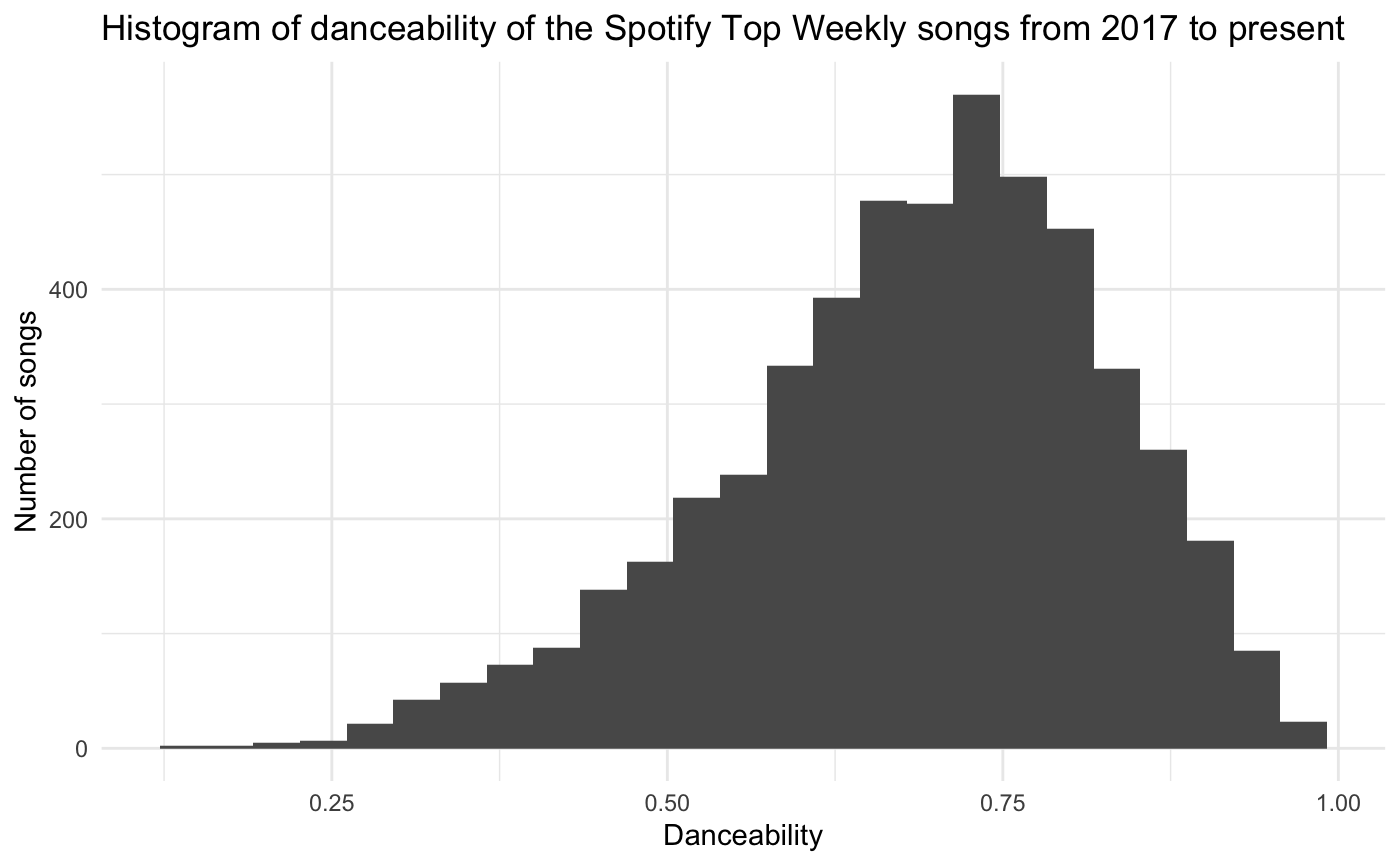 Histogram of danceability of the Spotify Top Weekly songs from 2017 to present
Number of songs
400
200
0
0.25
0.50
0.75
1.00
Danceability